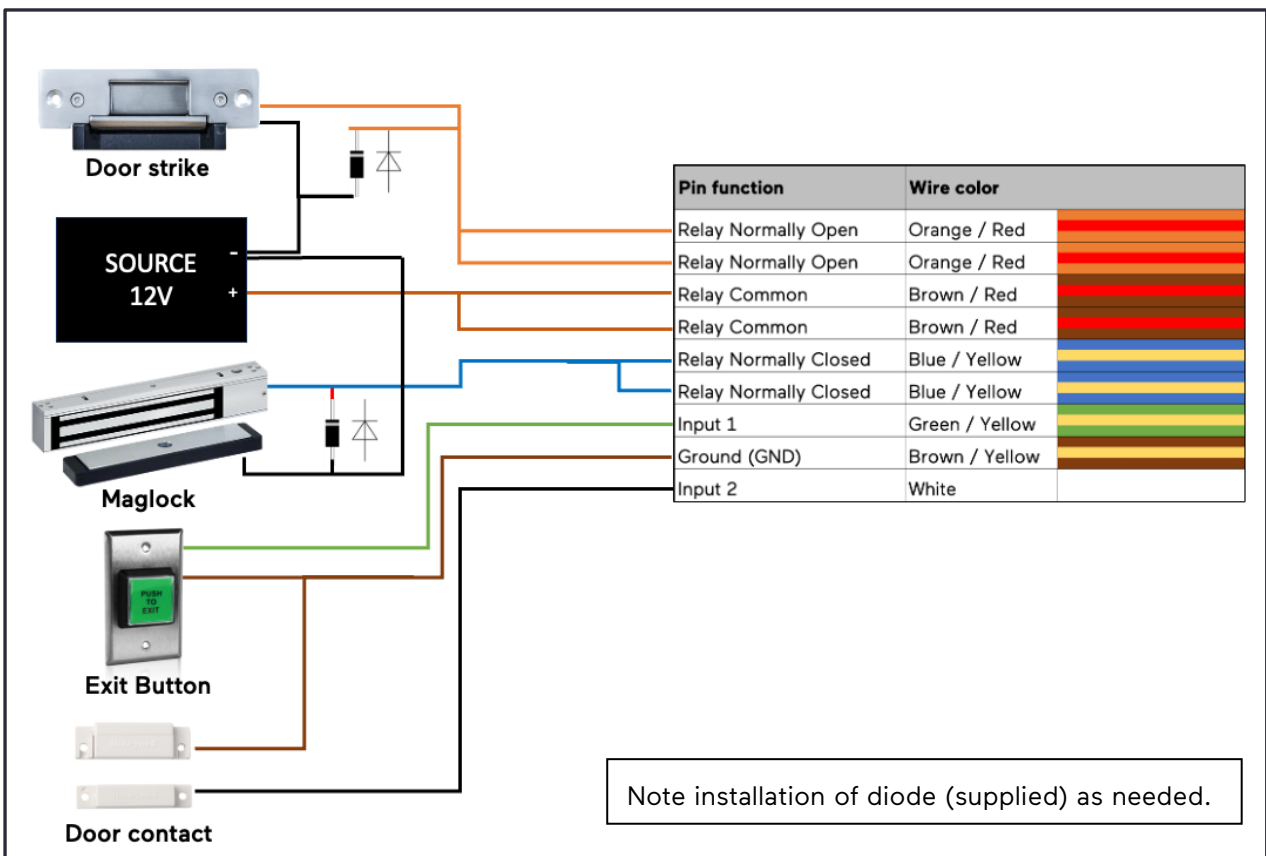 Door strike
SOURCE
12V
-
+
Maglock
PUSH
TO
EXIT
Exit Button
Door contact
Pin function Wire color
Relay Normally Open Orange / Red
Relay Normally Open Orange / Red
Relay Common Brown / Red
Relay Common Brown / Red
Relay Normally Closed Blue / Yellow
Relay Normally Closed Blue / Yellow
Input 1 Green / Yellow
Ground (GND) Brown / Yellow
Input 2 White
Note installation of diode (supplied) as needed.